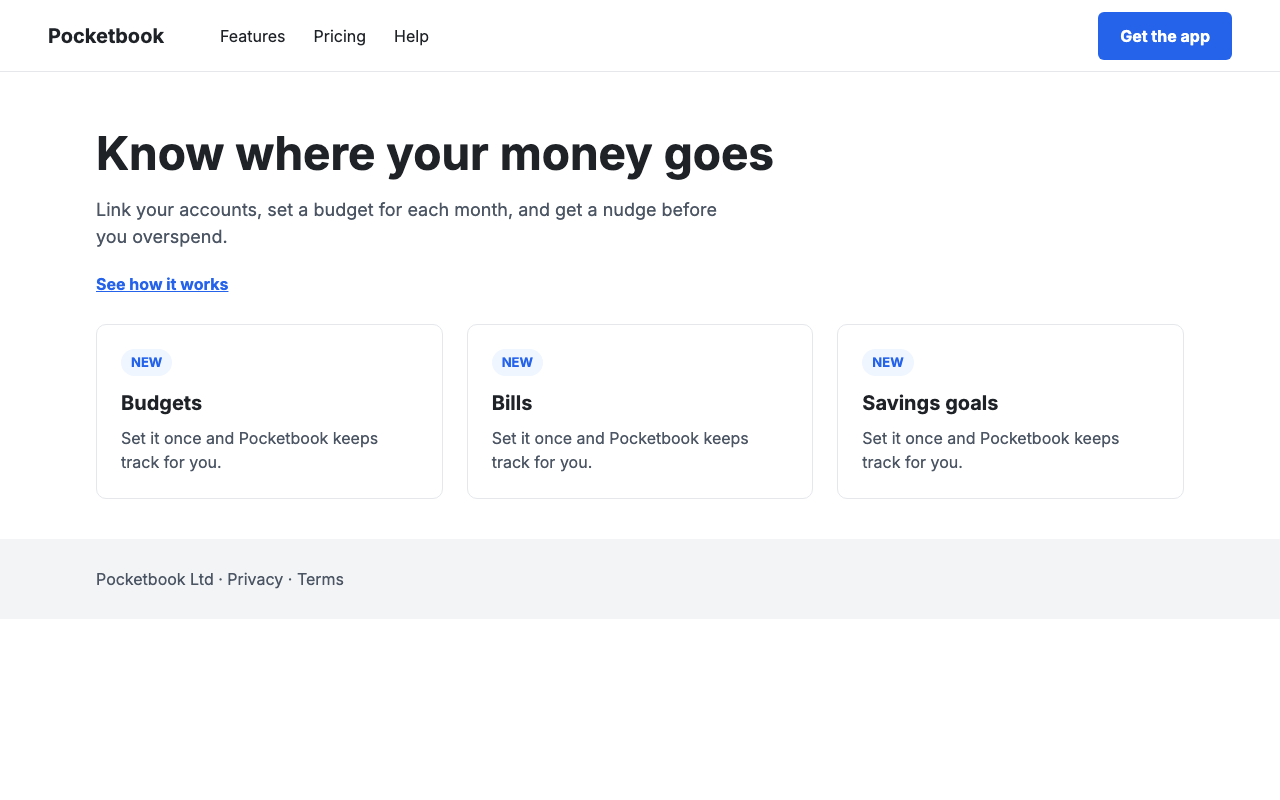 Pocketbook
Features
Pricing
Help
Get the app
Know where your money goes
Link your accounts, set a budget for each month, and get a nudge before
you overspend.
See how it works
NEW
Budgets
Set it once and Pocketbook keeps
track for you.
NEW
Bills
Set it once and Pocketbook keeps
track for you.
NEW
Savings goals
Set it once and Pocketbook keeps
track for you.
Pocketbook Ltd · Privacy · Terms